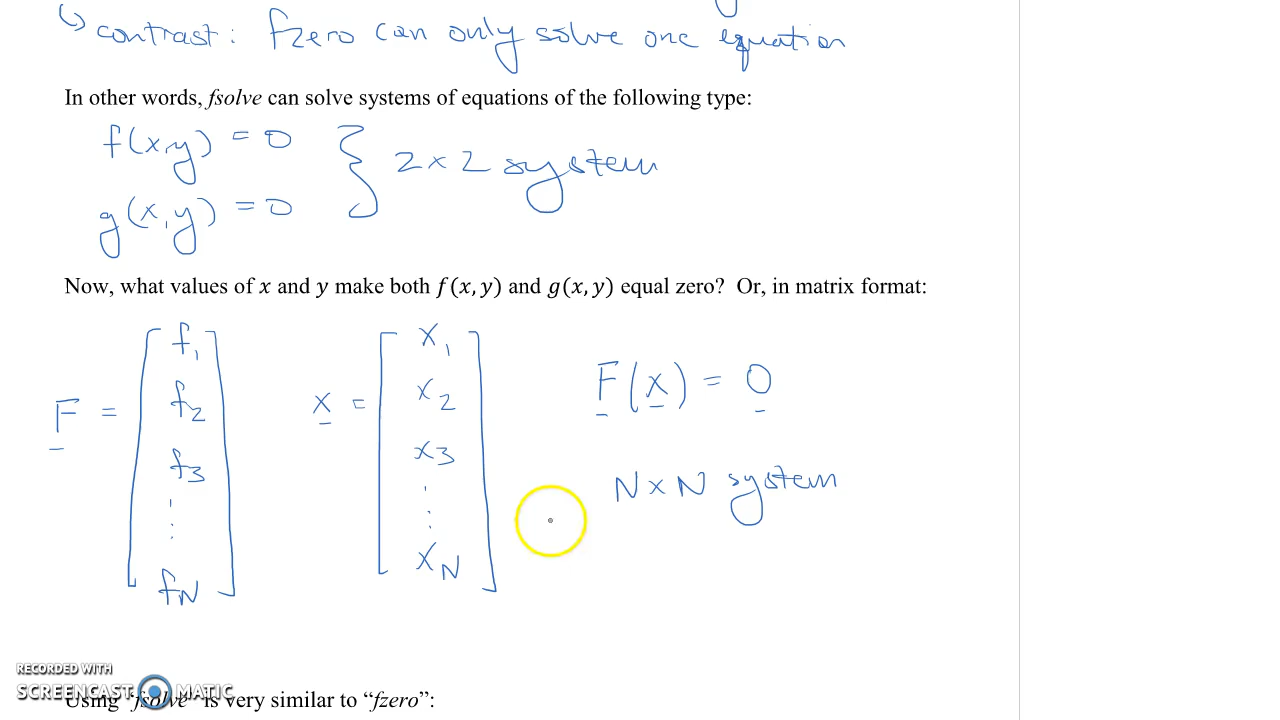 contrast: fzero can only solve one equation
In other words, fsolve can solve systems of equations of the following type:
f(x,y) = 0
g(x,y) = 0
} 2×2 system
Now, what values of x and y make both f(x,y) and g(x,y) equal zero? Or, in matrix format:
F = [ f1 f2 f3 ⋮ fN ]
x = [ x1 x2 x3 ⋮ xN ]
F(x) = 0
N×N system
RECORDED WITH
SCREENCAST MATIC
Using "fsolve" is very similar to "fzero":